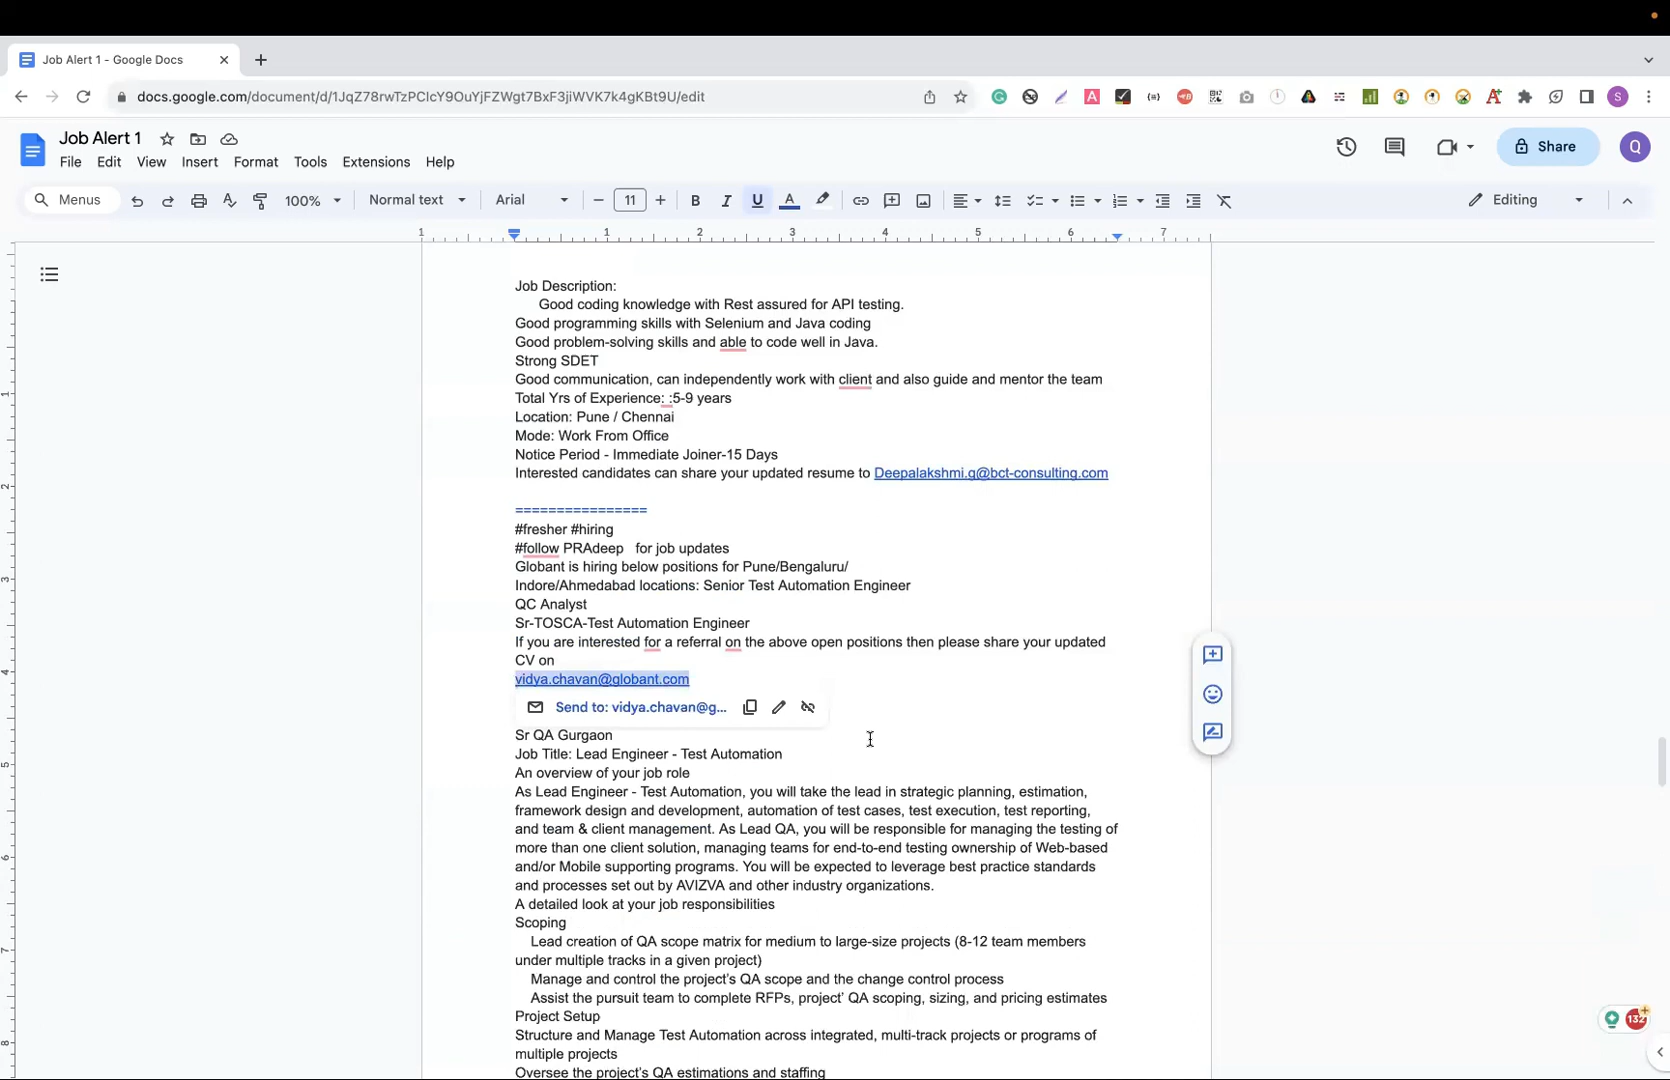 Job Alert 1 - Google Docs
docs.google.com/document/d/1JqZ78rwTzPClcY9OuYjFZWgt7BxF3jiWVK7k4gKBt9U/edit
S
Job Alert 1
File Edit View Insert Format Tools Extensions Help
Share
Q
Menus 100% Normal text Arial 11 Editing
1 1 2 3 4 5 6 7
Job Description:
Good coding knowledge with Rest assured for API testing.
Good programming skills with Selenium and Java coding
Good problem-solving skills and able to code well in Java.
Strong SDET
Good communication, can independently work with client and also guide and mentor the team
Total Yrs of Experience: :5-9 years
Location: Pune / Chennai
Mode: Work From Office
Notice Period - Immediate Joiner-15 Days
Interested candidates can share your updated resume to Deepalakshmi.g@bct-consulting.com
================
#fresher #hiring
#follow PRAdeep for job updates
Globant is hiring below positions for Pune/Bengaluru/
Indore/Ahmedabad locations: Senior Test Automation Engineer
QC Analyst
Sr-TOSCA-Test Automation Engineer
If you are interested for a referral on the above open positions then please share your updated
CV on
vidya.chavan@globant.com
Send to: vidya.chavan@g...
Sr QA Gurgaon
Job Title: Lead Engineer - Test Automation
An overview of your job role
As Lead Engineer - Test Automation, you will take the lead in strategic planning, estimation,
framework design and development, automation of test cases, test execution, test reporting,
and team & client management. As Lead QA, you will be responsible for managing the testing of
more than one client solution, managing teams for end-to-end testing ownership of Web-based
and/or Mobile supporting programs. You will be expected to leverage best practice standards
and processes set out by AVIZVA and other industry organizations.
A detailed look at your job responsibilities
Scoping
Lead creation of QA scope matrix for medium to large-size projects (8-12 team members
under multiple tracks in a given project)
Manage and control the project's QA scope and the change control process
Assist the pursuit team to complete RFPs, project' QA scoping, sizing, and pricing estimates
Project Setup
Structure and Manage Test Automation across integrated, multi-track projects or programs of
multiple projects
Oversee the project's QA estimations and staffing
1
2
3
4
5
6
7
8
132